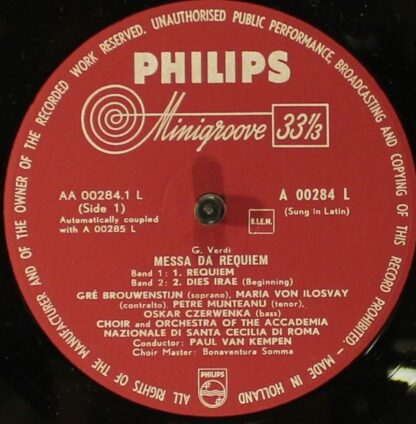 ALL RIGHTS OF THE MANUFACTURER AND OF THE OWNER OF THE RECORDED WORK RESERVED. UNAUTHORISED PUBLIC PERFORMANCE, BROADCASTING AND COPYING OF THIS RECORD PROHIBITED. - MADE IN HOLLAND
PHILIPS
Minigroove 33⅓
AA 00284.1 L
(Side 1)
Automatically coupled
with A 00285 L
B.I.E.M.
A 00284 L
(Sung in Latin)
G. Verdi
MESSA DA REQUIEM
Band 1: 1. REQUIEM
Band 2: 2. DIES IRAE (Beginning)
GRÉ BROUWENSTIJN (soprano), MARIA VON ILOSVAY
(contralto), PETRE MUNTEANU (tenor),
OSKAR CZERWENKA (bass)
CHOIR and ORCHESTRA OF THE ACCADEMIA
NAZIONALE DI SANTA CECILIA DI ROMA
Conductor: PAUL VAN KEMPEN
Choir Master: Bonaventura Somma
PHILIPS